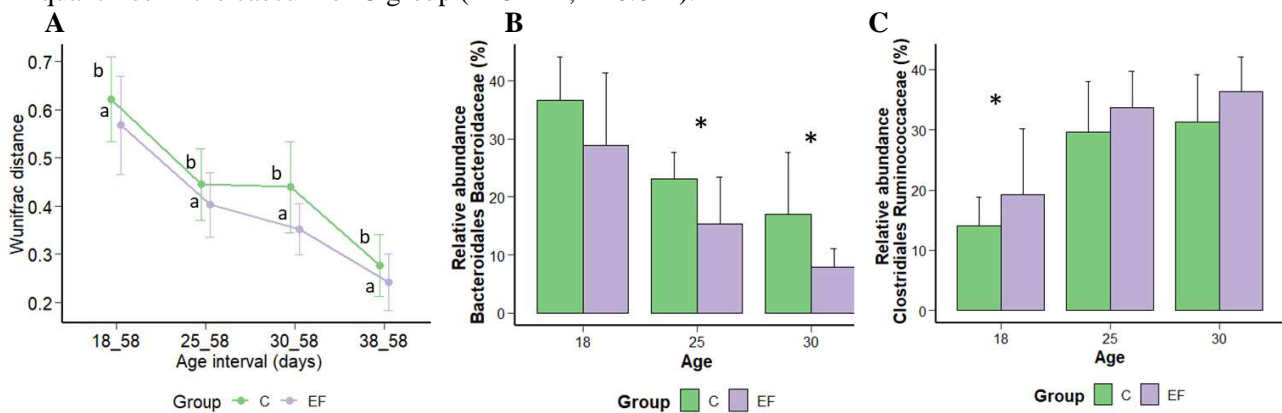 A
B
C
0.7
0.6
0.5
0.4
0.3
0.2
Wunifrac distance
b
a
b
a
b
a
b
a
18_58
25_58
30_58
38_58
Age interval (days)
Group C EF
Relative abundance
Bacteroidales Bacteroidaceae (%)
40
30
20
10
0
*
*
18
25
30
Age
Group C EF
Relative abundance
Clostridiales Ruminoccaceae (%)
40
30
20
10
0
*
18
25
30
Age
Group C EF